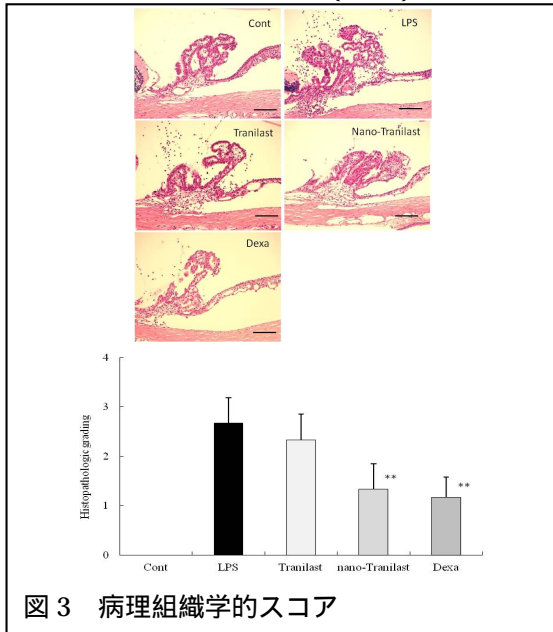 Cont
LPS
Tranilast
Nano-Tranilast
Dexa
4
3
2
1
0
Histopathologic grading
**
**
Cont LPS Tranilast nano-Tranilast Dexa
図 3 病理組織学的スコア